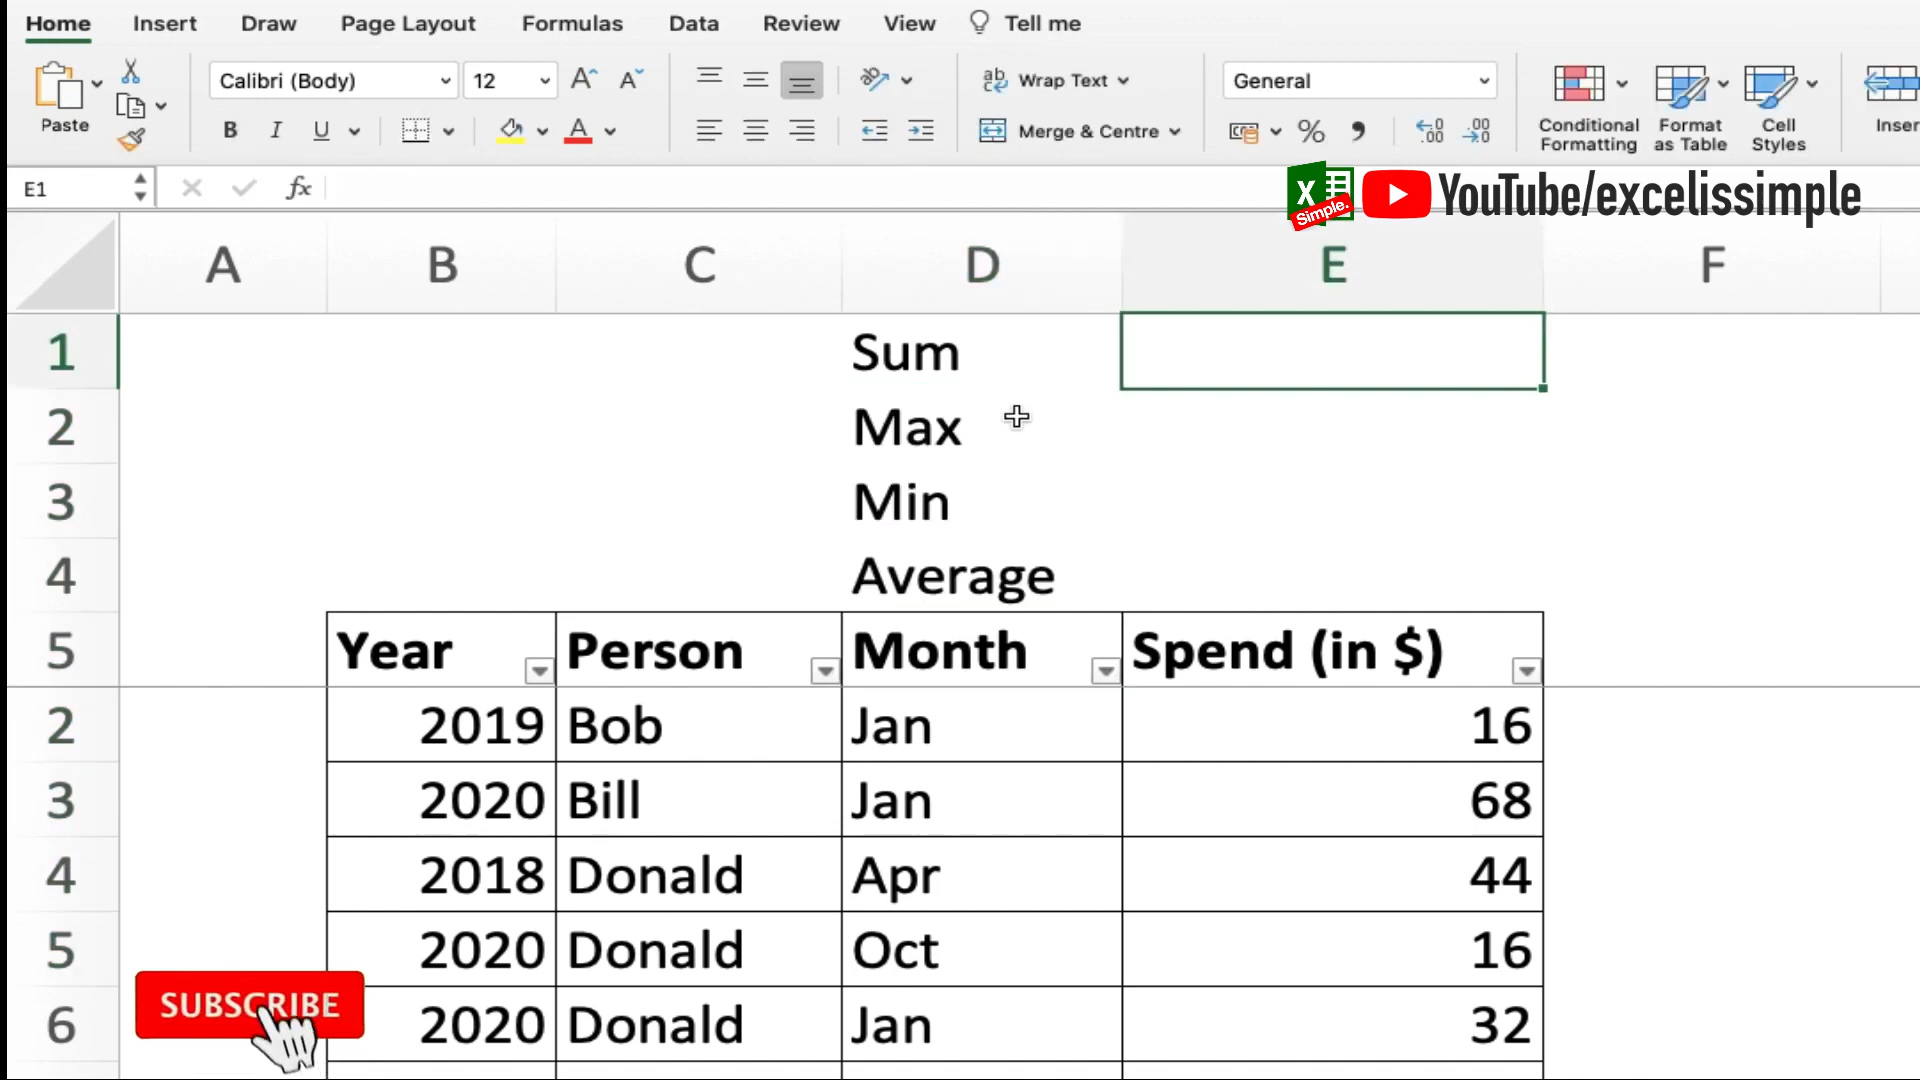 Home Insert Draw Page Layout Formulas Data Review View Tell me
Paste
Calibri (Body) 12
ab Wrap Text
General
B I U A
Merge & Centre
%
Conditional Formatting
Format as Table
Cell Styles
Inser
E1 fx
X Simple.
YouTube/excelissimple
A B C D E F
1 Sum
2 Max
3 Min
4 Average
5 Year Person Month Spend (in $)
2 2019 Bob Jan 16
3 2020 Bill Jan 68
4 2018 Donald Apr 44
5 2020 Donald Oct 16
6 2020 Donald Jan 32
SUBSCRIBE